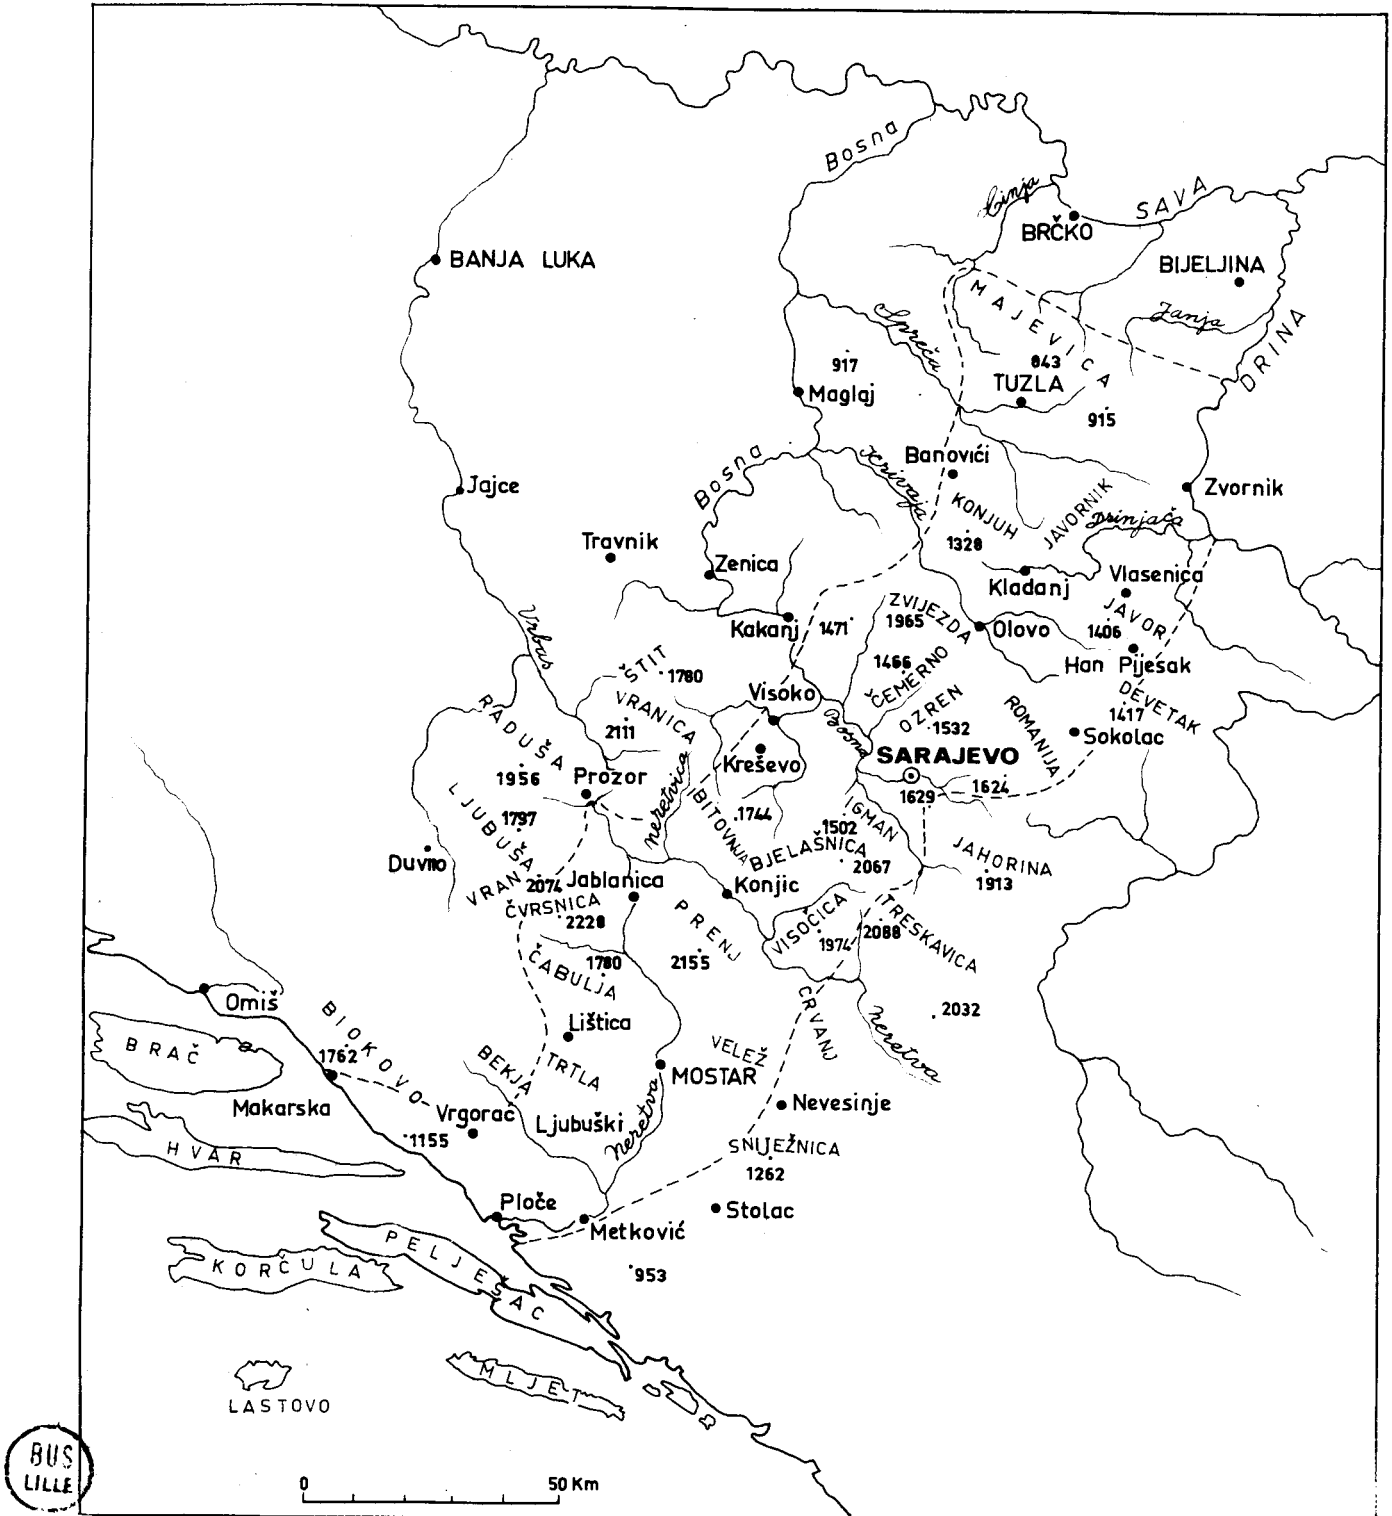 Bosna
SAVA
BRČKO
BIJELJINA
BANJA LUKA
MAJEVICA
Janja
DRINA
Spreča
917
843
TUZLA
Maglaj
915
Banovići
Bosna
Krivaja
Jajce
Zvornik
KONJUH
JAVORNIK
Drinjača
1328
Travnik
Zenica
Kladanj
Vlasenica
Vrbas
Kakanj
1471
ZVIJEZDA
1965
Olovo
JAVOR
1406
Han Pijesak
ŠTIT
1780
1466
ČEMERNO
Visoko
DEVETAK
1417
VRANICA
2111
RADUŠA
Bosna
OZREN
1532
ROMANIJA
Sokolac
SARAJEVO
Kreševo
1956
Prozor
neretvica
1629
1624
LJUBUŠA
1797
BITOVNJA
1744
1502
IGMAN
BJELAŠNICA
2067
JAHORINA
1913
Duvno
VRAN
2074
Jablanica
Konjic
ČVRSNICA
2228
PRENJ
2155
VISOČICA
1974
2088
TRESKAVICA
1780
ČABULJA
Omiš
CRVANJ
2032
neretva
BIOKOVO
Lištica
BRAČ
1762
VELEŽ
BEKJA
TRTLA
MOSTAR
Makarska
Vrgorac
Ljubuški
neretva
Nevesinje
1155
HVAR
SNIJEŽNICA
1262
Ploče
Metković
Stolac
PELJEŠAC
KORČULA
953
MLJET
LASTOVO
BUS
LILLE
0 50 Km